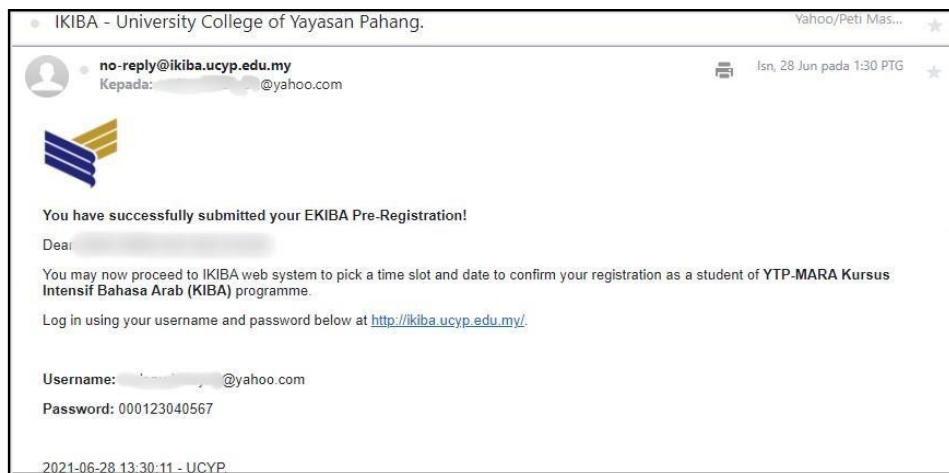 IKIBA - University College of Yayasan Pahang.
Yahoo/Peti Mas...
no-reply@ikiba.ucyp.edu.my
Isn, 28 Jun pada 1:30 PTG
Kepada: @yahoo.com
You have successfully submitted your EKIBA Pre-Registration!
Dear
You may now proceed to IKIBA web system to pick a time slot and date to confirm your registration as a student of YTP-MARA Kursus
Intensif Bahasa Arab (KIBA) programme.
Log in using your username and password below at http://ikiba.ucyp.edu.my/.
Username: @yahoo.com
Password: 000123040567
2021-06-28 13:30:11 - UCYP.